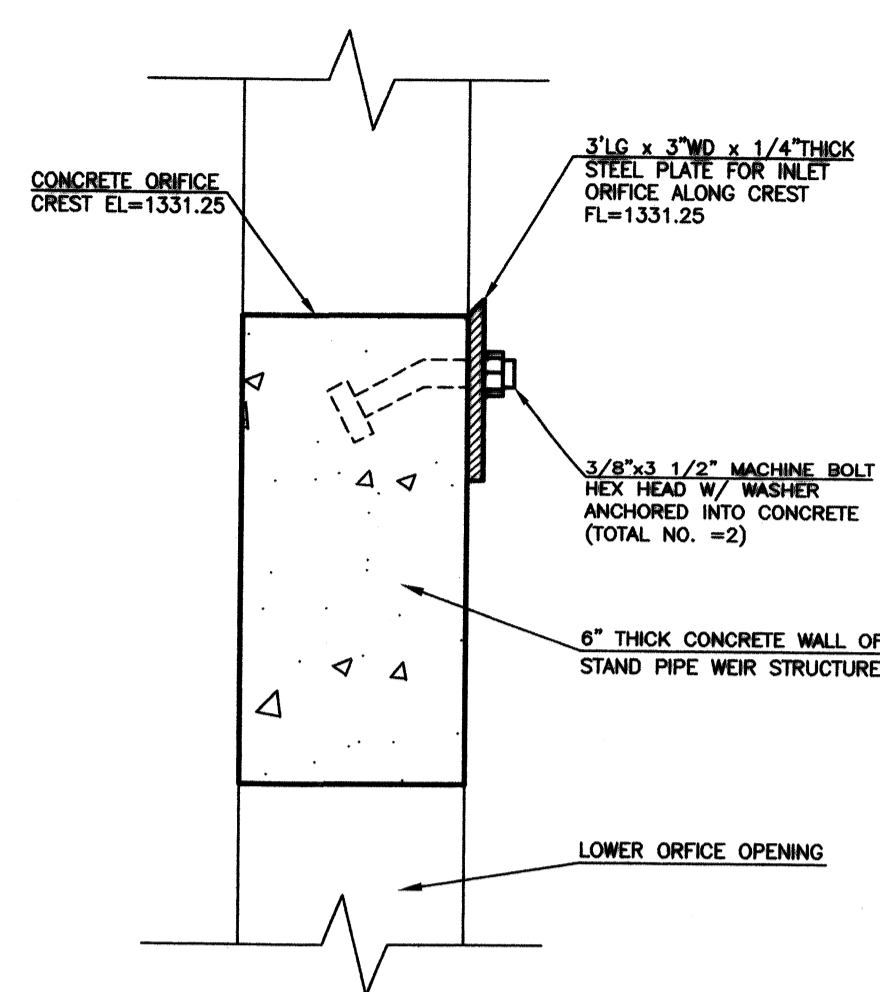 3'LG x 3"WD x 1/4"THICK
STEEL PLATE FOR INLET
ORIFICE ALONG CREST
FL=1331.25
CONCRETE ORIFICE
CREST EL=1331.25
3/8"x3 1/2" MACHINE BOLT
HEX HEAD W/ WASHER
ANCHORED INTO CONCRETE
(TOTAL NO. =2)
6" THICK CONCRETE WALL OF
STAND PIPE WEIR STRUCTURE
LOWER ORFICE OPENING